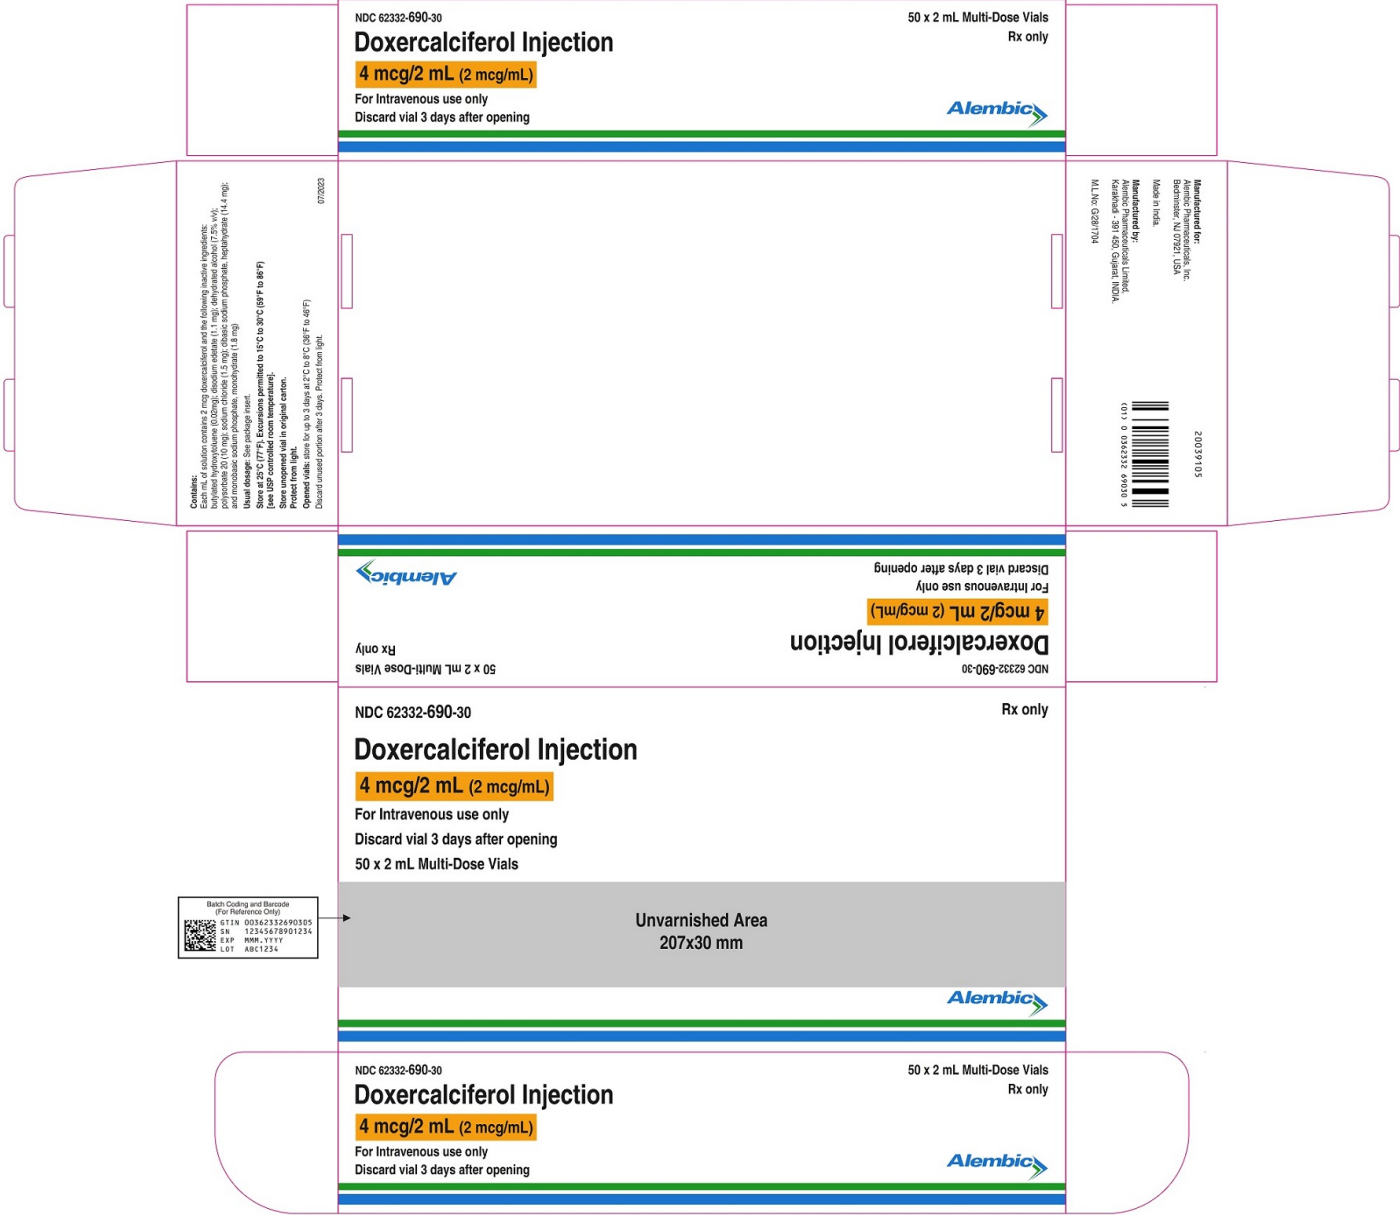 NDC 62332-690-30
50 x 2 mL Multi-Dose Vials
Doxercalciferol Injection
Rx only
4 mcg/2 mL (2 mcg/mL)
For Intravenous use only
Discard vial 3 days after opening
Alembic
Contains:
Each mL of solution contains 2 mcg doxercalciferol and the following inactive ingredients:
butylated hydroxytoluene (0.02mg); disodium edetate (1.1 mg); dehydrated alcohol (7.5% v/v);
polysorbate 20 (10 mg); sodium chloride (1.5 mg); dibasic sodium phosphate, heptahydrate (14.4 mg);
and monobasic sodium phosphate, monohydrate (1.8 mg)
Usual dosage: See package insert.
Store at 25°C (77°F). Excursions permitted to 15°C to 30°C (59°F to 86°F)
[see USP controlled room temperature].
Store unopened vial in original carton.
Protect from light.
Opened vials: store for up to 3 days at 2°C to 8°C (36°F to 46°F)
Discard unused portion after 3 days. Protect from light.
07/2023
Manufactured for:
Alembic Pharmaceuticals, Inc.
Bedminster, NJ 07921, USA
Made in India.
Manufactured by:
Alembic Pharmaceuticals Limited.
Karakhadi - 391 450, Gujarat, INDIA.
M.L.No: G/28/1704
20039105
(01) 0 0362332 69030 5
NDC 62332-690-30
50 x 2 mL Multi-Dose Vials
Doxercalciferol Injection
Rx only
4 mcg/2 mL (2 mcg/mL)
For Intravenous use only
Discard vial 3 days after opening
Alembic
NDC 62332-690-30
Rx only
Doxercalciferol Injection
4 mcg/2 mL (2 mcg/mL)
For Intravenous use only
Discard vial 3 days after opening
50 x 2 mL Multi-Dose Vials
Batch Coding and Barcode
(For Reference Only)
GTIN 00362332690305
SN 12345678901234
EXP MMM.YYYY
LOT ABC1234
Unvarnished Area
207x30 mm
Alembic
NDC 62332-690-30
50 x 2 mL Multi-Dose Vials
Doxercalciferol Injection
Rx only
4 mcg/2 mL (2 mcg/mL)
For Intravenous use only
Discard vial 3 days after opening
Alembic